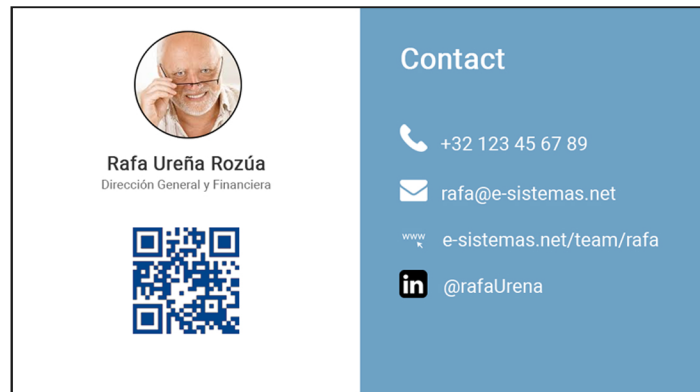 Rafa Ureña Rozúa
Dirección General y Financiera
Contact
+32 123 45 67 89
rafa@e-sistemas.net
www
e-sistemas.net/team/rafa
in
@rafaUrena